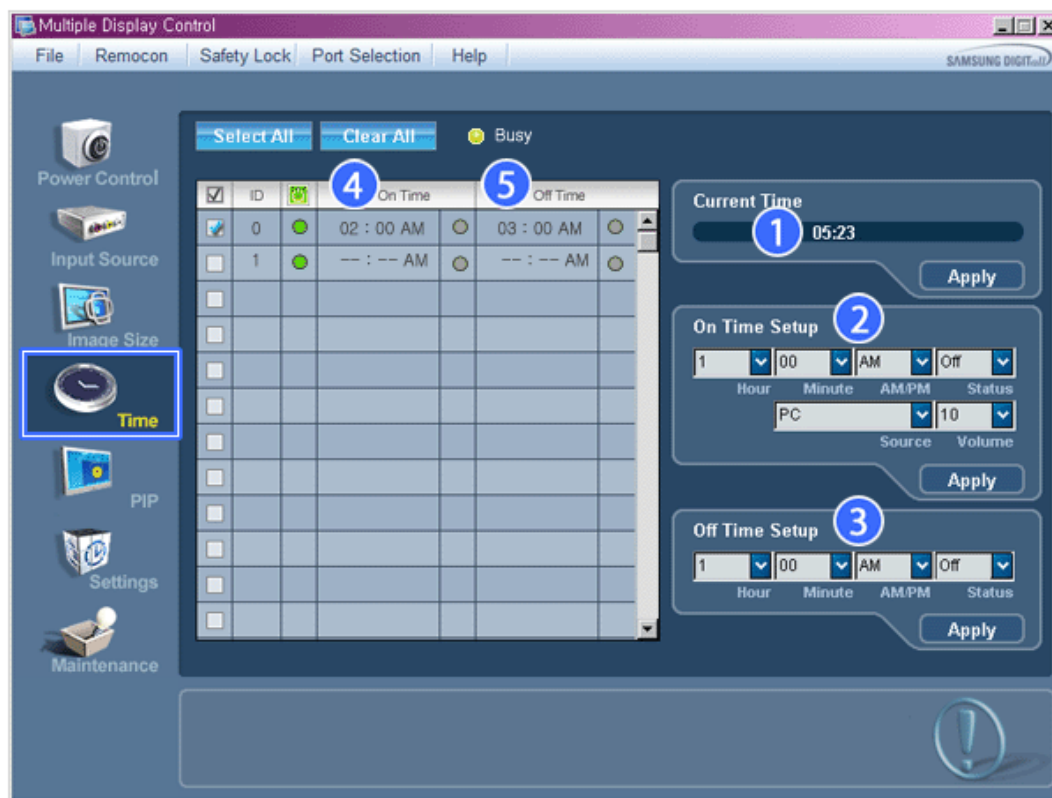 Multiple Display Control
File Remocon Safety Lock Port Selection Help
SAMSUNG DIGITall
Power Control
Input Source
Image Size
Time
PIP
Settings
Maintenance
Select All Clear All Busy
ID 4 On Time 5 Off Time
0 02 : 00 AM 03 : 00 AM
1 -- : -- AM -- : -- AM
Current Time
1 05:23
Apply
On Time Setup 2
1 00 AM Off
Hour Minute AM/PM Status
PC 10
Source Volume
Apply
Off Time Setup 3
1 00 AM Off
Hour Minute AM/PM Status
Apply